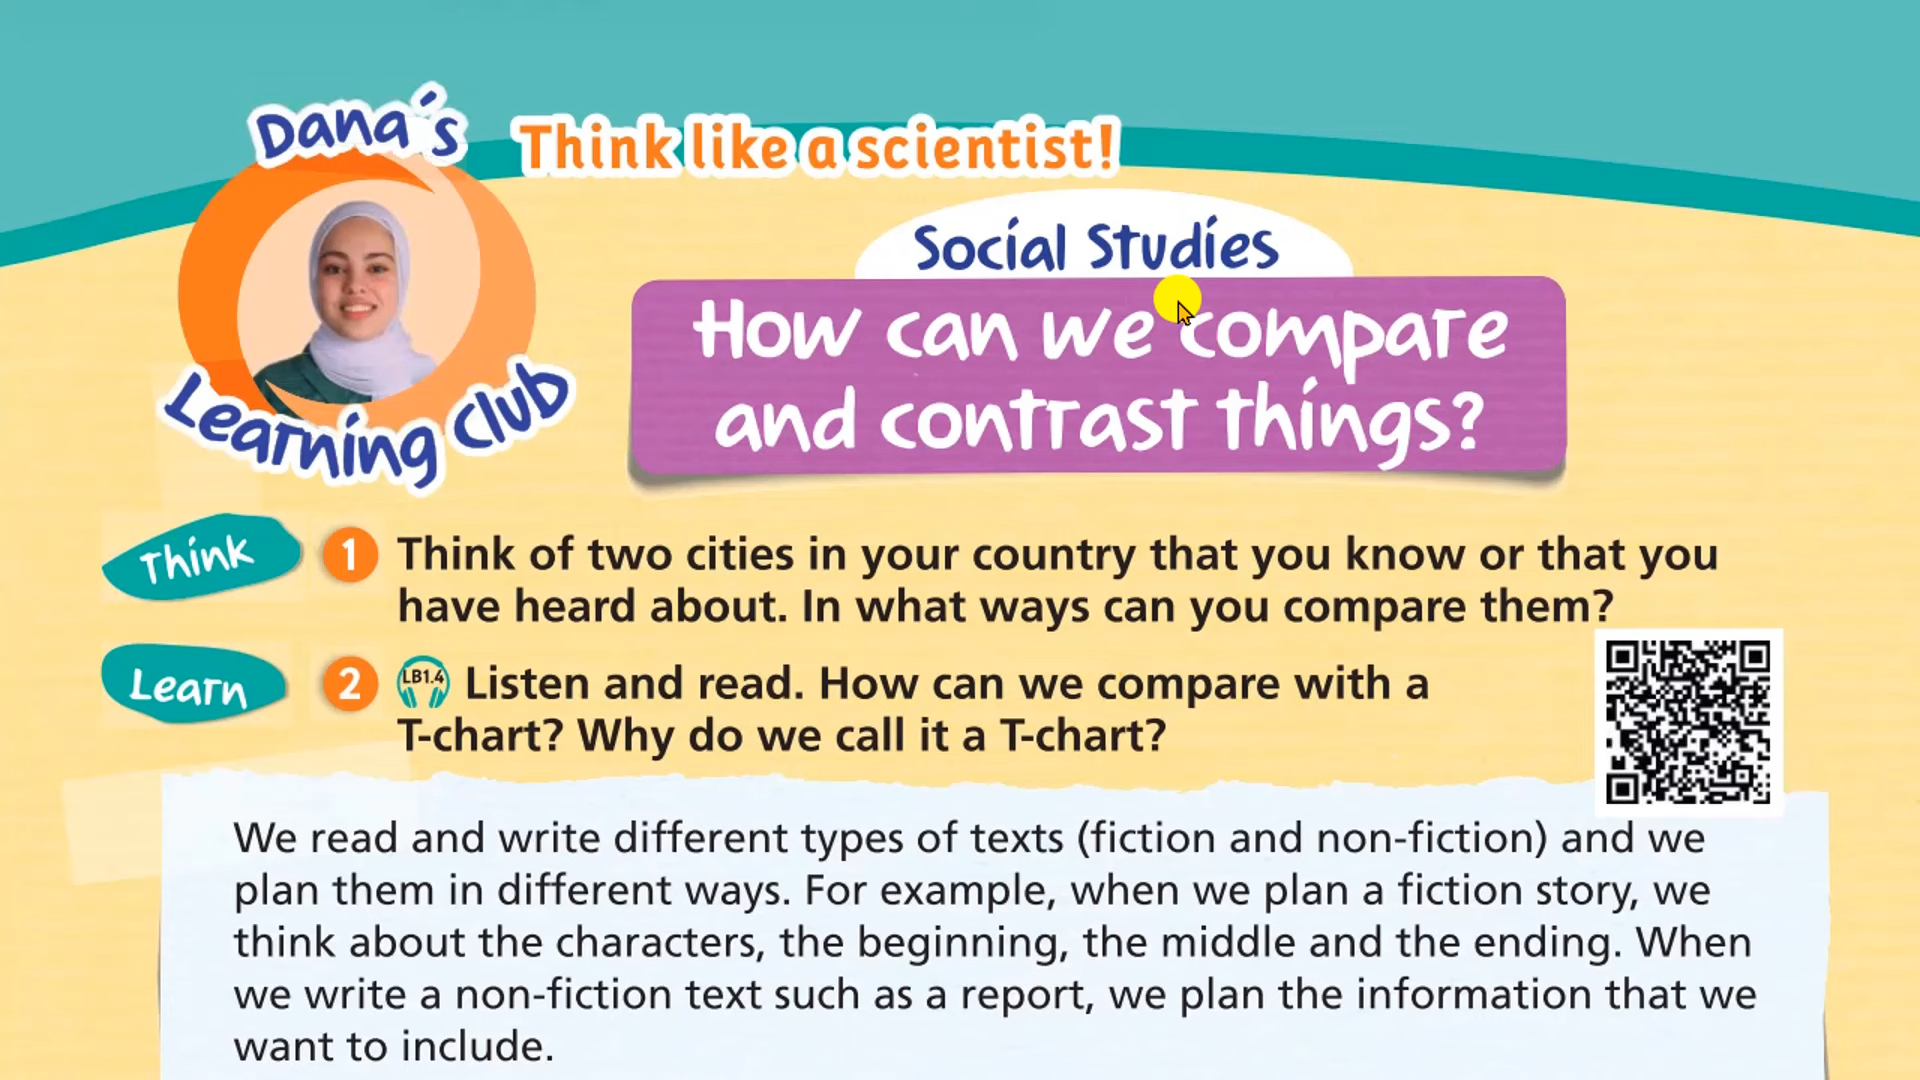 Dana's
Learning Club
Think like a scientist!
Social Studies
How can we compare
and contrast things?
Think
1 Think of two cities in your country that you know or that you
have heard about. In what ways can you compare them?
Learn
2 LB1.4 Listen and read. How can we compare with a
T-chart? Why do we call it a T-chart?
We read and write different types of texts (fiction and non-fiction) and we
plan them in different ways. For example, when we plan a fiction story, we
think about the characters, the beginning, the middle and the ending. When
we write a non-fiction text such as a report, we plan the information that we
want to include.